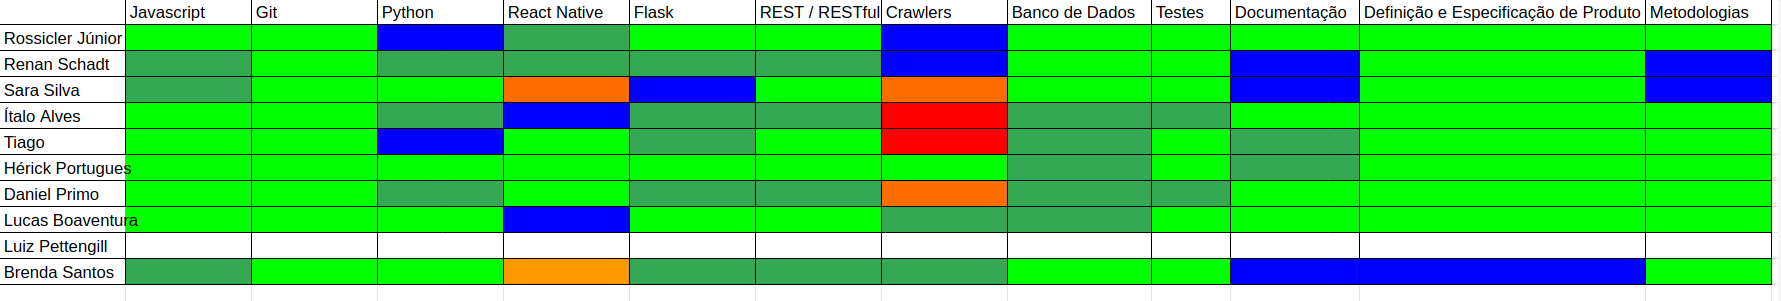 Javascript Git Python React Native Flask REST / RESTful Crawlers Banco de Dados Testes Documentação Definição e Especificação de Produto Metodologias
Rossicler Júnior
Renan Schadt
Sara Silva
Ítalo Alves
Tiago
Hérick Portugues
Daniel Primo
Lucas Boaventura
Luiz Pettengill
Brenda Santos